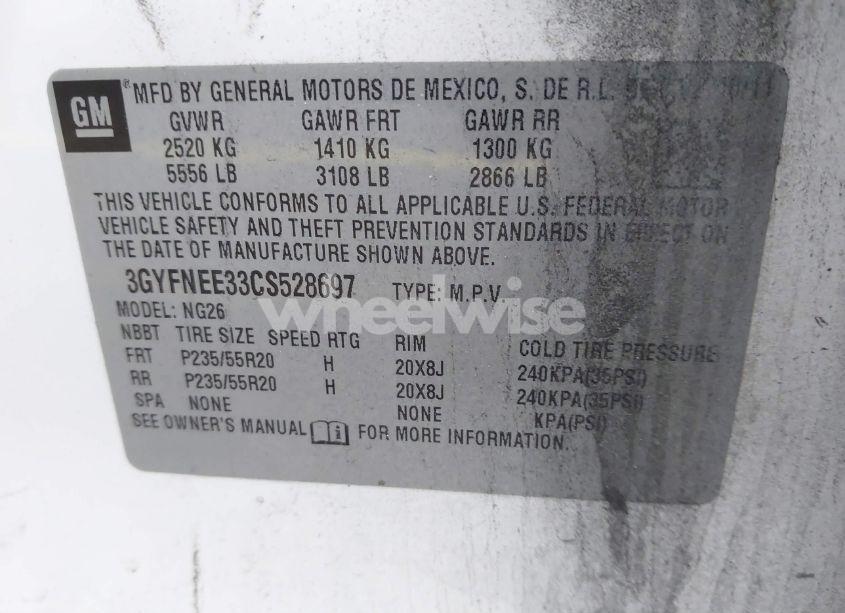 GM ® MFD BY GENERAL MOTORS DE MEXICO, S. DE R.L.
GVWR GAWR FRT GAWR RR
2520 KG 1410 KG 1300 KG
5556 LB 3108 LB 2866 LB
THIS VEHICLE CONFORMS TO ALL APPLICABLE U.S. FEDERAL MOTOR
VEHICLE SAFETY AND THEFT PREVENTION STANDARDS IN EFFECT ON
THE DATE OF MANUFACTURE SHOWN ABOVE.
3GYFNEE33CS528697 TYPE: M.P.V.
MODEL: NG26
wheelwise
NBBT TIRE SIZE SPEED RTG RIM COLD TIRE PRESSURE
FRT P235/55R20 H 20X8J 240KPA(35PSI)
RR P235/55R20 H 20X8J 240KPA(35PSI)
SPA NONE NONE KPA(PSI)
SEE OWNER'S MANUAL FOR MORE INFORMATION.